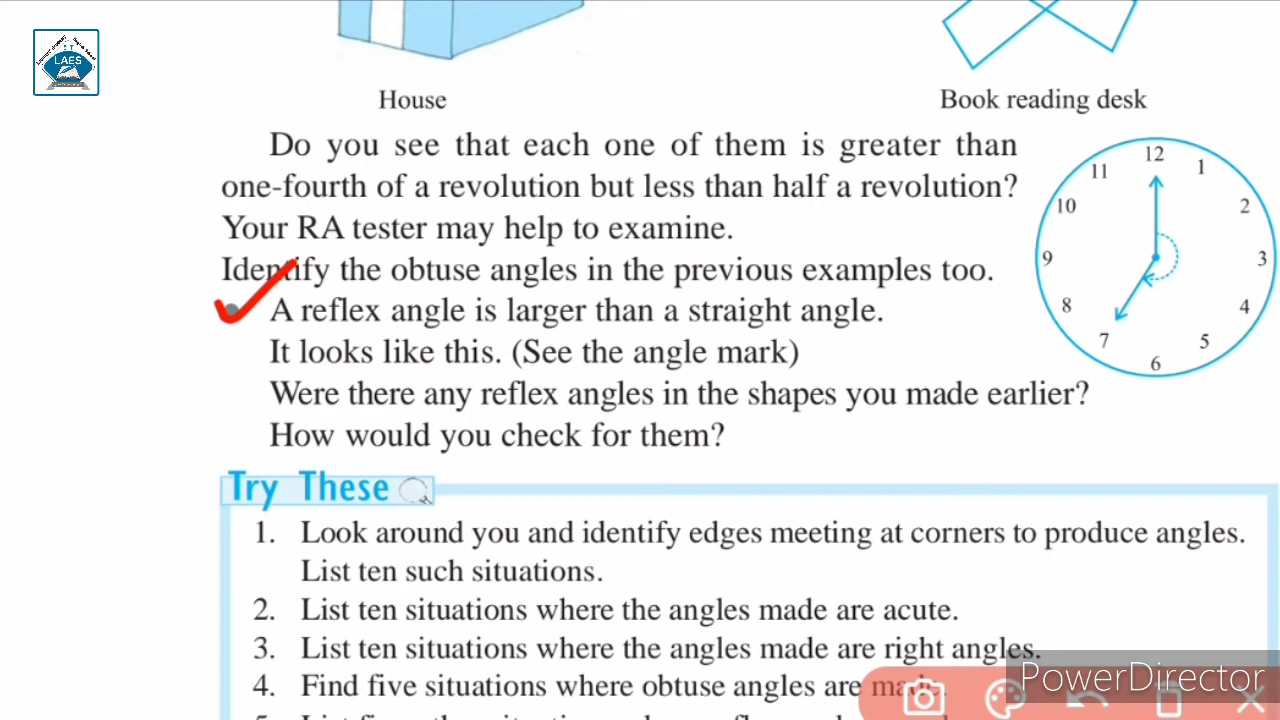 LAES
House
Book reading desk
Do you see that each one of them is greater than
one-fourth of a revolution but less than half a revolution?
Your RA tester may help to examine.
Identify the obtuse angles in the previous examples too.
A reflex angle is larger than a straight angle.
It looks like this. (See the angle mark)
Were there any reflex angles in the shapes you made earlier?
How would you check for them?
12
11
1
10
2
9
3
8
4
7
5
6
Try These
1. Look around you and identify edges meeting at corners to produce angles.
List ten such situations.
2. List ten situations where the angles made are acute.
3. List ten situations where the angles made are right angles.
4. Find five situations where obtuse angles are made.
PowerDirector